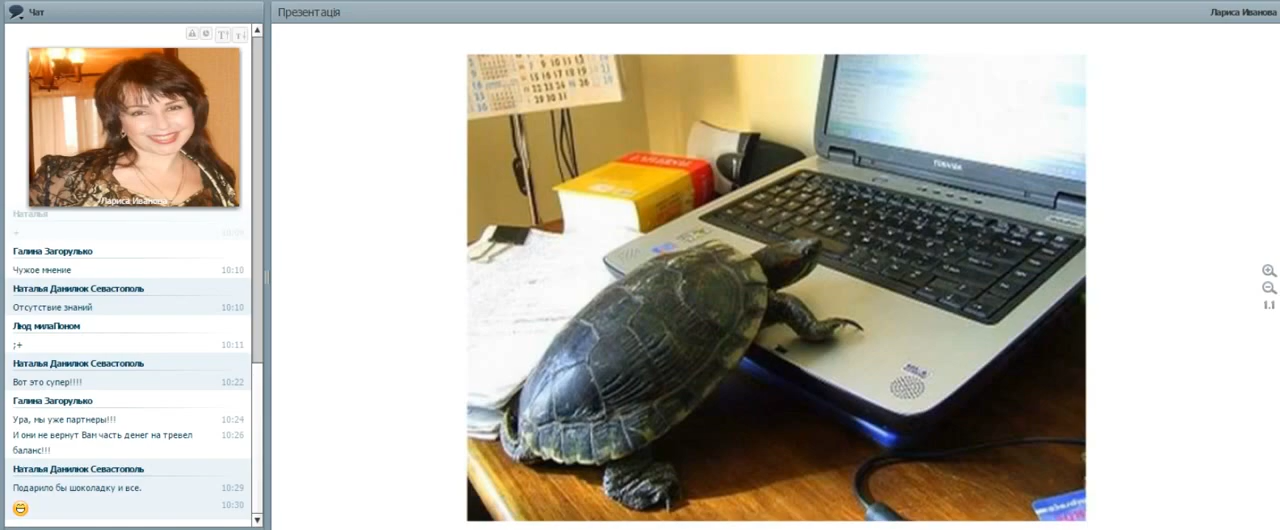 Чат
Презентація
Лариса Иванова
T↑ T↓
Лариса Иванова
Наталья
+
Галина Загорулько
Чужое мнение 10:10
Наталья Данилюк Севастополь
Отсутствие знаний 10:10
Люд милаПоном
;+ 10:11
Наталья Данилюк Севастополь
Вот это супер!!!! 10:22
Галина Загорулько
Ура, мы уже партнеры!!! 10:24
И они не вернут Вам часть денег на тревел 10:26
баланс!!!
Наталья Данилюк Севастополь
Подарило бы шоколадку и все. 10:29
10:30
TOSHIBA
1:1